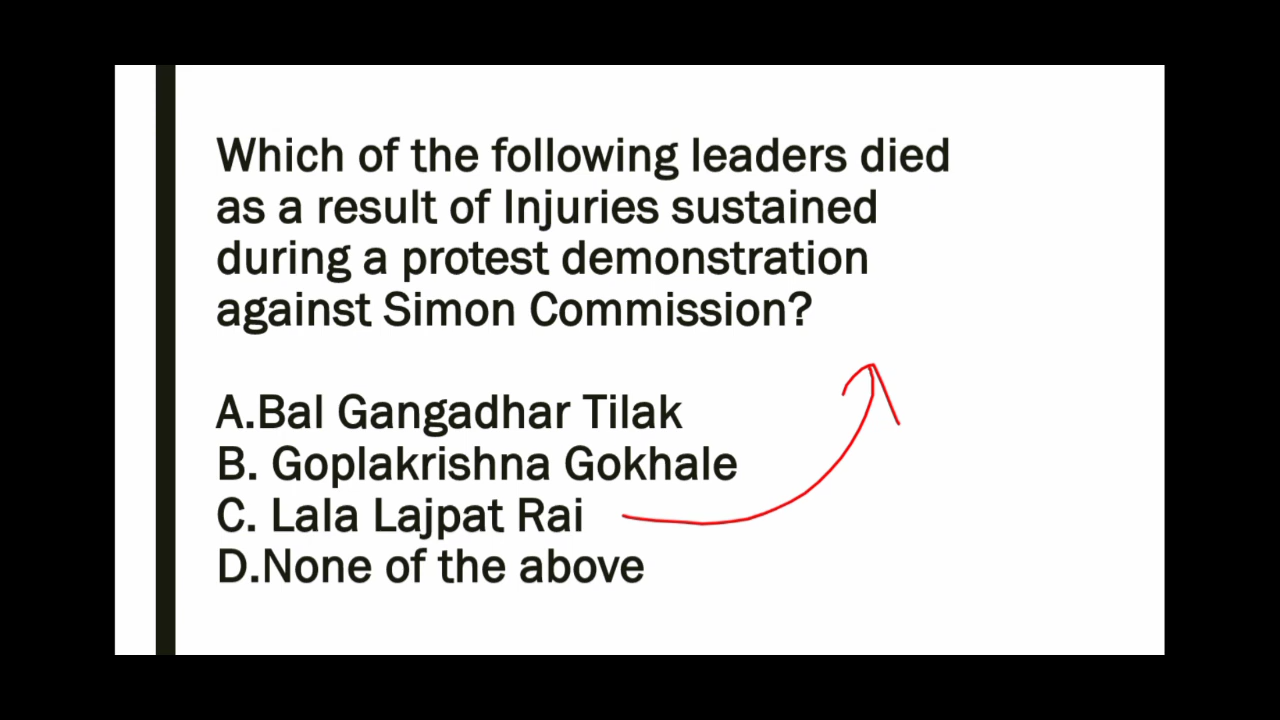 Which of the following leaders died
as a result of Injuries sustained
during a protest demonstration
against Simon Commission?
A.Bal Gangadhar Tilak
B. Goplakrishna Gokhale
C. Lala Lajpat Rai
D.None of the above